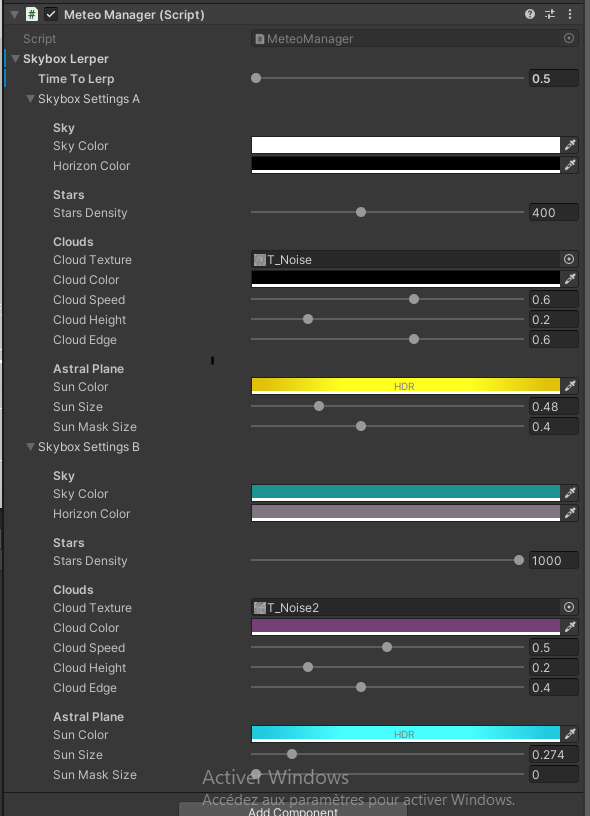 Meteo Manager (Script)
Script MeteoManager
Skybox Lerper
Time To Lerp 0.5
Skybox Settings A
Sky
Sky Color
Horizon Color
Stars
Stars Density 400
Clouds
Cloud Texture T_Noise
Cloud Color
Cloud Speed 0.6
Cloud Height 0.2
Cloud Edge 0.6
Astral Plane
Sun Color HDR
Sun Size 0.48
Sun Mask Size 0.4
Skybox Settings B
Sky
Sky Color
Horizon Color
Stars
Stars Density 1000
Clouds
Cloud Texture T_Noise2
Cloud Color
Cloud Speed 0.5
Cloud Height 0.2
Cloud Edge 0.4
Astral Plane
Sun Color HDR
Sun Size 0.274
Sun Mask Size 0
Activer Windows
Accédez aux paramètres pour activer Windows.
Add Component